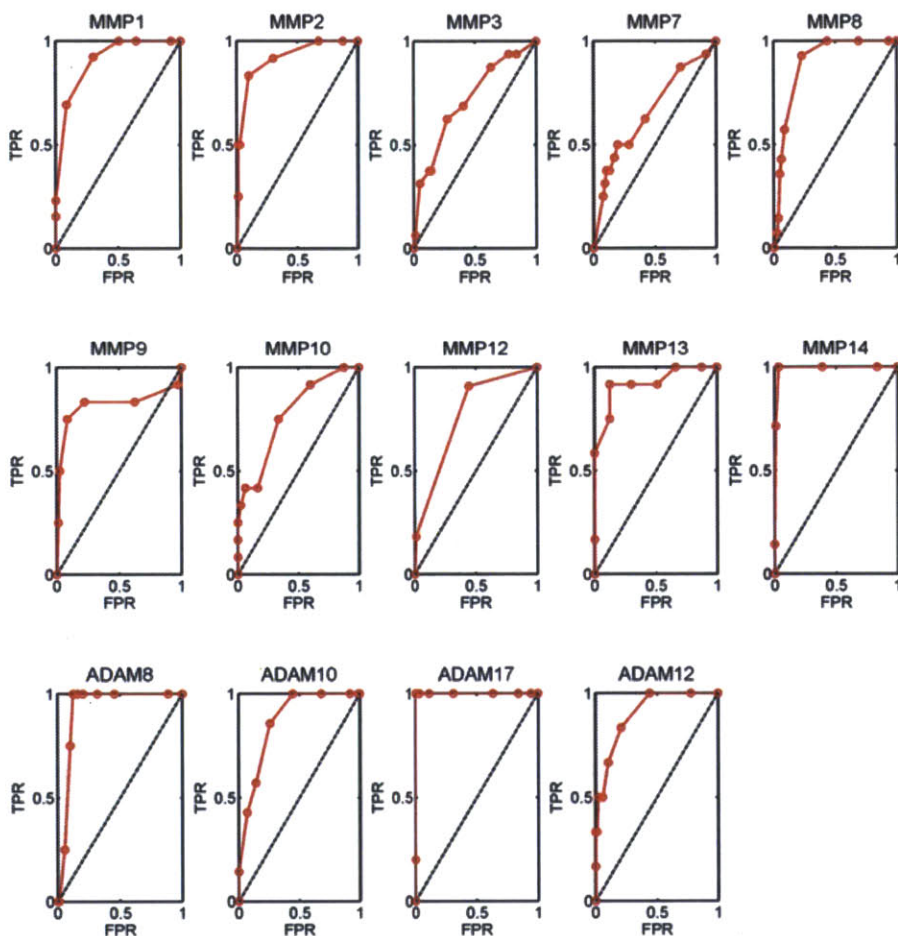 MMP1 MMP2 MMP3 MMP7 MMP8
1 1 1 1 1
TPR TPR TPR TPR TPR
0.5 0.5 0.5 0.5 0.5
0 0 0 0 0
0 0.5 1 0 0.5 1 0 0.5 1 0 0.5 1 0 0.5 1
FPR FPR FPR FPR FPR
MMP9 MMP10 MMP12 MMP13 MMP14
1 1 1 1 1
TPR TPR TPR TPR TPR
0.5 0.5 0.5 0.5 0.5
0 0 0 0 0
0 0.5 1 0 0.5 1 0 0.5 1 0 0.5 1 0 0.5 1
FPR FPR FPR FPR FPR
ADAM8 ADAM10 ADAM17 ADAM12
1 1 1 1
TPR TPR TPR TPR
0.5 0.5 0.5 0.5
0 0 0 0
0 0.5 1 0 0.5 1 0 0.5 1 0 0.5 1
FPR FPR FPR FPR